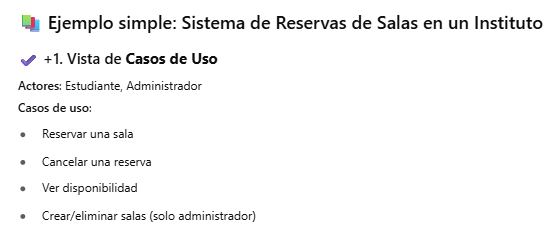 Ejemplo simple: Sistema de Reservas de Salas en un Instituto
+1. Vista de Casos de Uso
Actores: Estudiante, Administrador
Casos de uso:
• Reservar una sala
• Cancelar una reserva
• Ver disponibilidad
• Crear/eliminar salas (solo administrador)